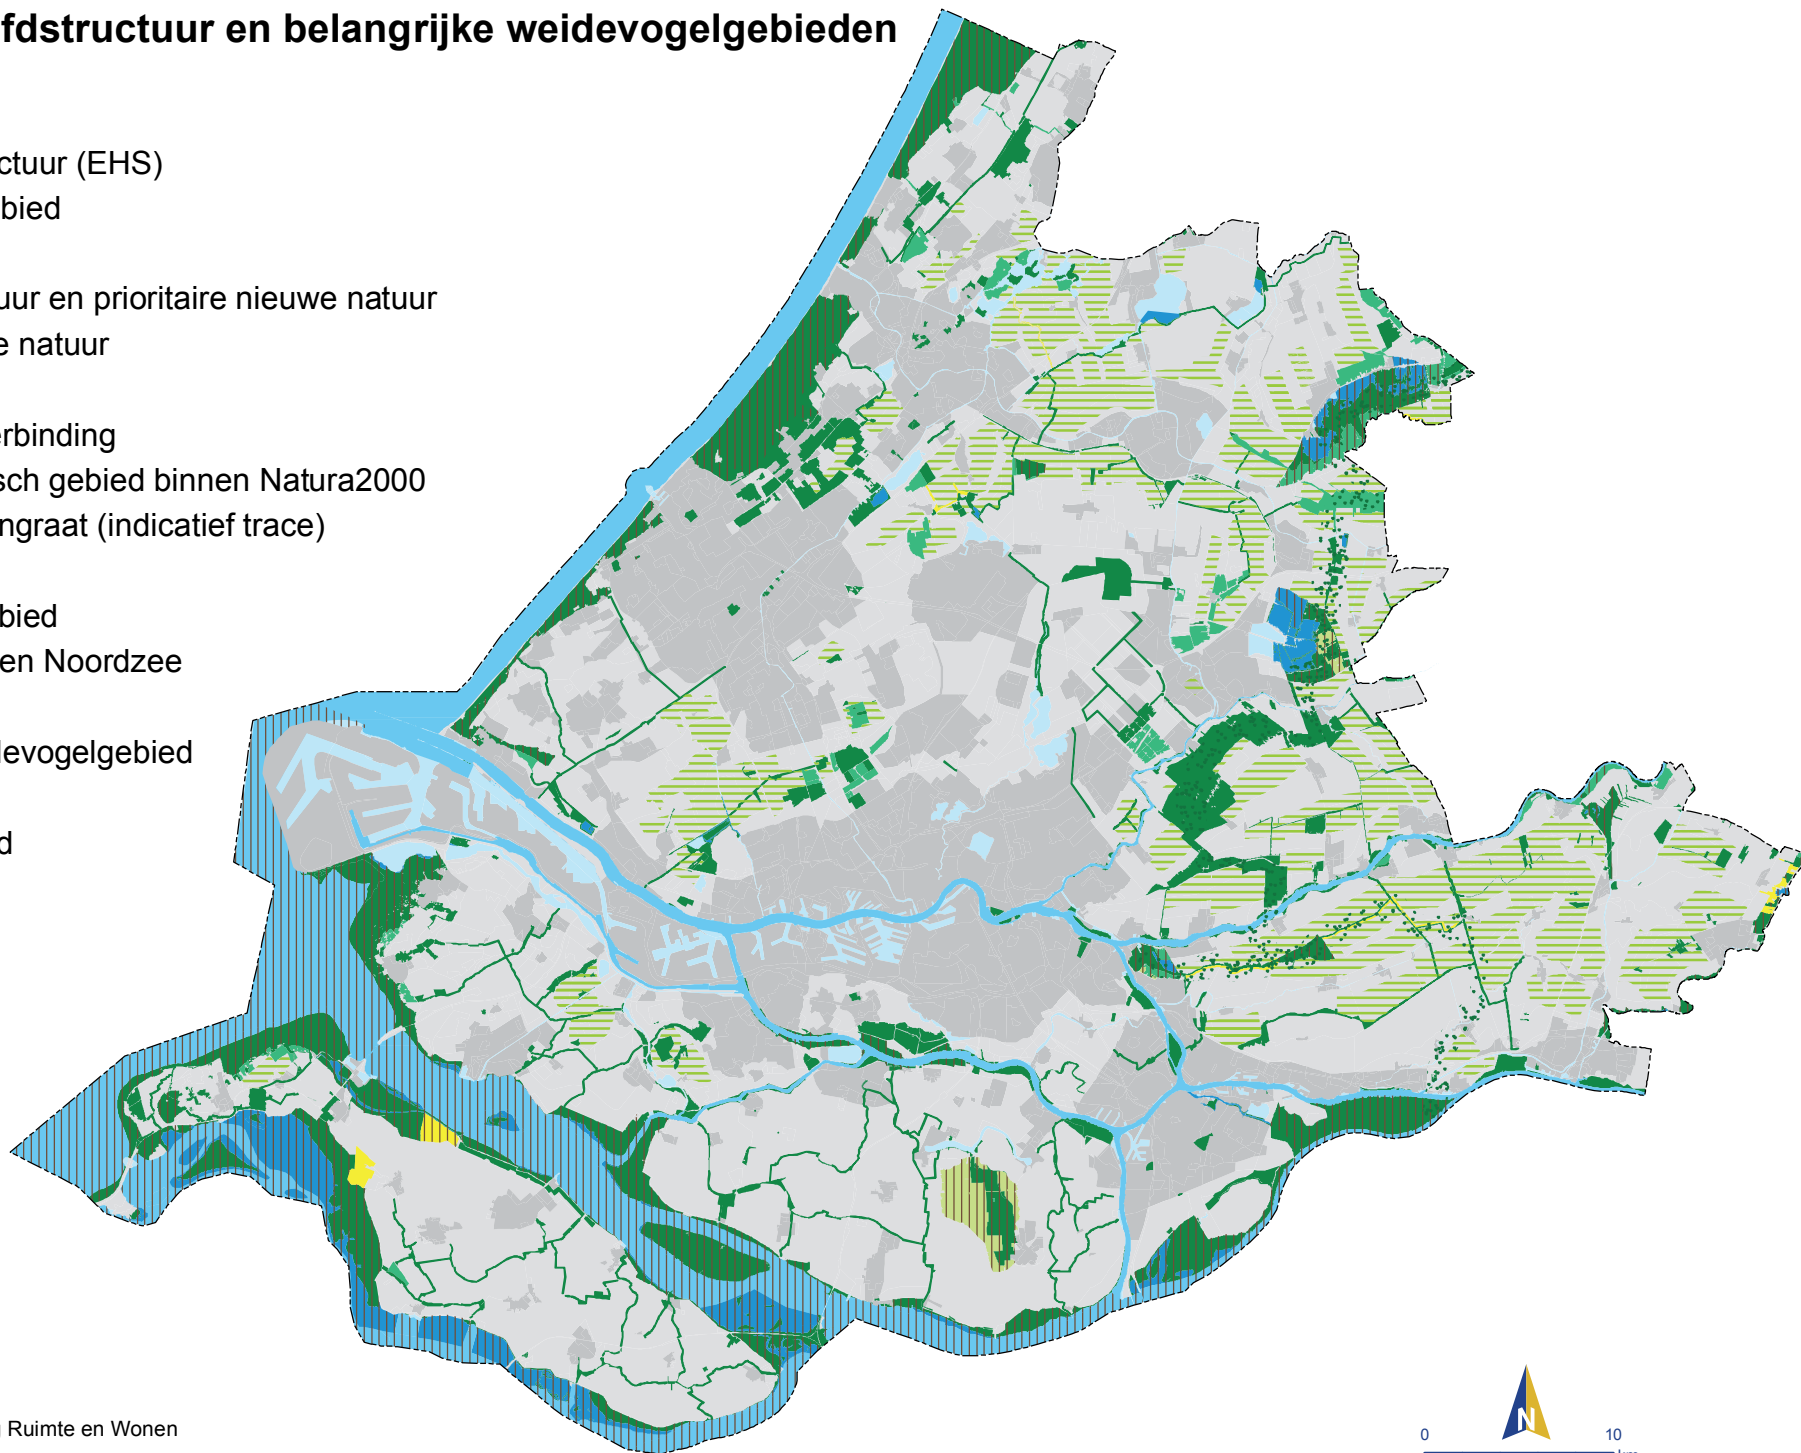 fdstructuur en belangrijke weidevogelgebieden
ctuur (EHS)
bied
uur en prioritaire nieuwe natuur
e natuur
erbinding
sch gebied binnen Natura2000
ngraat (indicatief trace)
bied
en Noordzee
levogelgebied
d
g Ruimte en Wonen
N
0 10
km